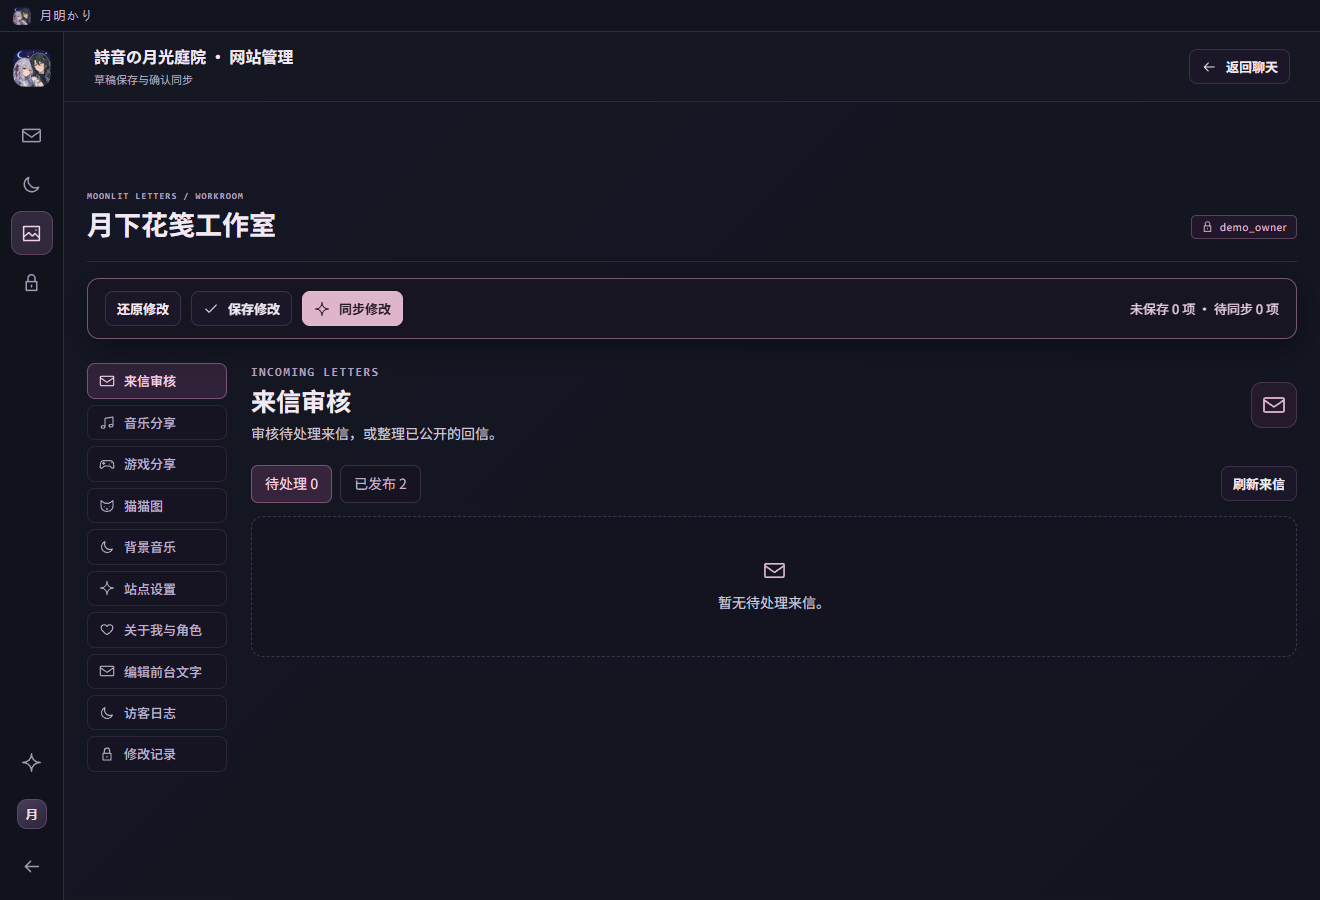 月明かり
詩音の月光庭院 • 网站管理
草稿保存与确认同步
返回聊天
MOONLIT LETTERS / WORKROOM
月下花笺工作室
demo_owner
还原修改
保存修改
同步修改
未保存 0 项 • 待同步 0 项
来信审核
音乐分享
游戏分享
猫猫图
背景音乐
站点设置
关于我与角色
编辑前台文字
访客日志
修改记录
INCOMING LETTERS
来信审核
审核待处理来信，或整理已公开的回信。
待处理 0
已发布 2
刷新来信
暂无待处理来信。
月